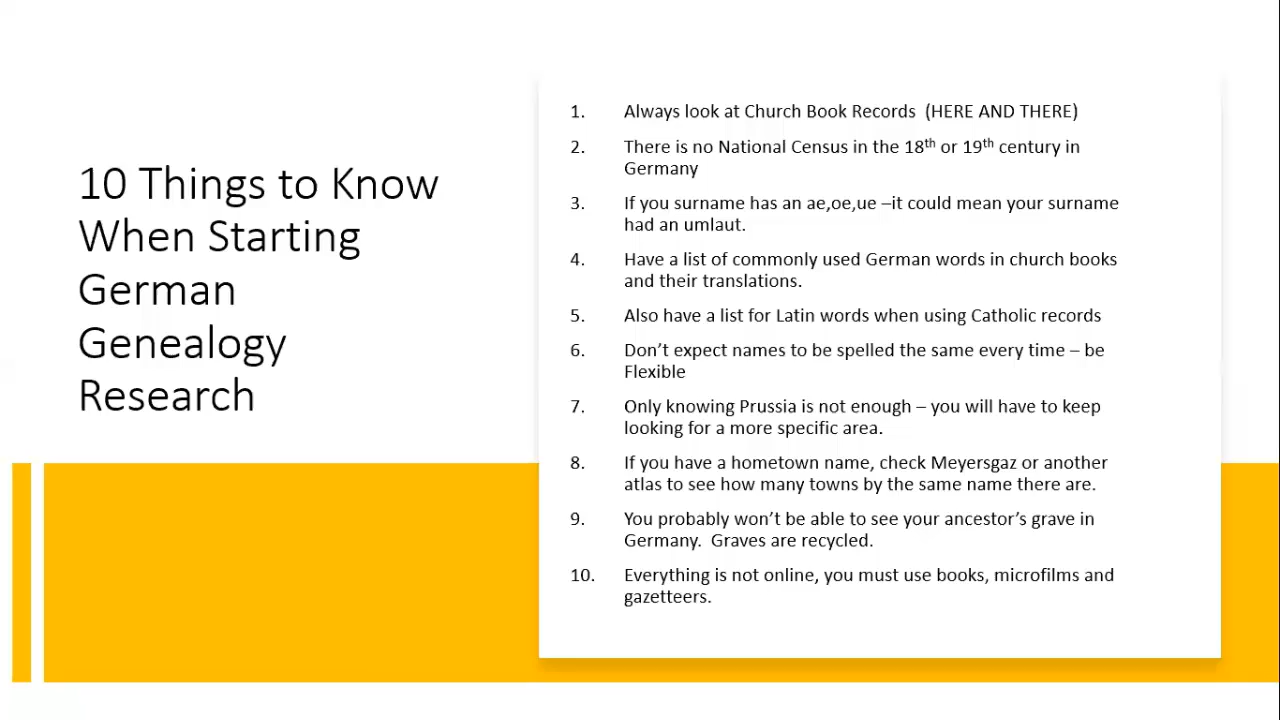 10 Things to Know
When Starting
German
Genealogy
Research
1. Always look at Church Book Records (HERE AND THERE)
2. There is no National Census in the 18th or 19th century in
Germany
3. If you surname has an ae,oe,ue –it could mean your surname
had an umlaut.
4. Have a list of commonly used German words in church books
and their translations.
5. Also have a list for Latin words when using Catholic records
6. Don’t expect names to be spelled the same every time – be
Flexible
7. Only knowing Prussia is not enough – you will have to keep
looking for a more specific area.
8. If you have a hometown name, check Meyersgaz or another
atlas to see how many towns by the same name there are.
9. You probably won’t be able to see your ancestor’s grave in
Germany. Graves are recycled.
10. Everything is not online, you must use books, microfilms and
gazetteers.